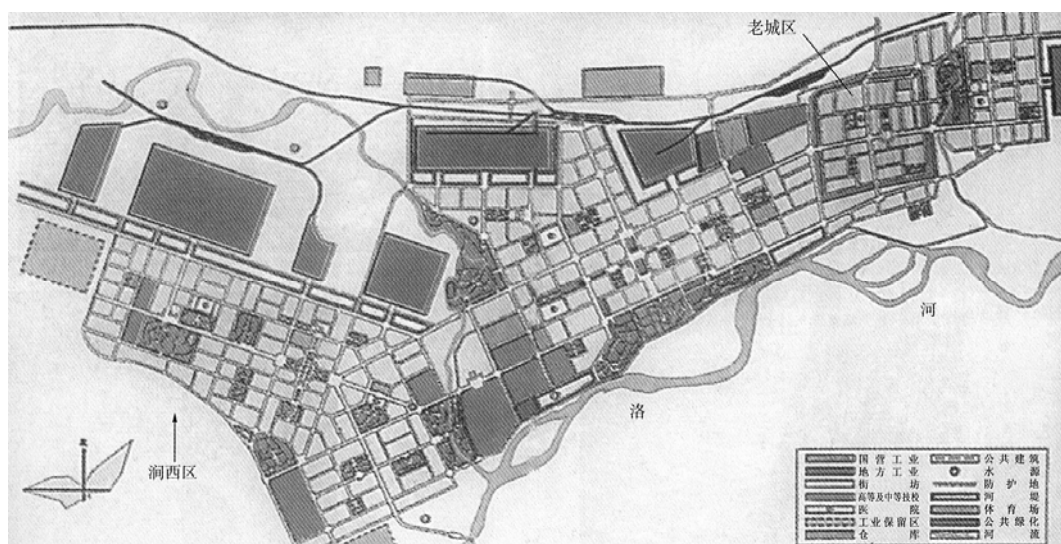 老城区
河
洛
涧西区
北
国营工业 公共建筑
地方工业 水源
街坊 防护地
高等及中等技校 河堤
医院 体育场
工业保留区 公共绿化
仓库 河流